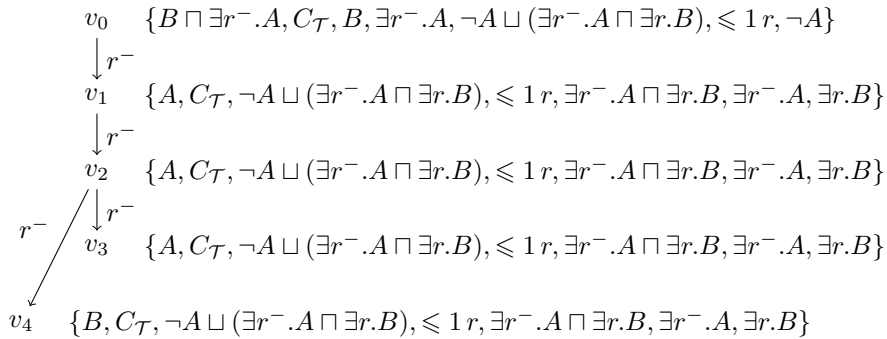 v₀ {B ⊓ ∃r⁻.A, C_𝒯, B, ∃r⁻.A, ¬A ⊔ (∃r⁻.A ⊓ ∃r.B), ⩽ 1 r, ¬A}
r⁻
v₁ {A, C_𝒯, ¬A ⊔ (∃r⁻.A ⊓ ∃r.B), ⩽ 1 r, ∃r⁻.A ⊓ ∃r.B, ∃r⁻.A, ∃r.B}
r⁻
v₂ {A, C_𝒯, ¬A ⊔ (∃r⁻.A ⊓ ∃r.B), ⩽ 1 r, ∃r⁻.A ⊓ ∃r.B, ∃r⁻.A, ∃r.B}
r⁻ r⁻
v₃ {A, C_𝒯, ¬A ⊔ (∃r⁻.A ⊓ ∃r.B), ⩽ 1 r, ∃r⁻.A ⊓ ∃r.B, ∃r⁻.A, ∃r.B}
v₄ {B, C_𝒯, ¬A ⊔ (∃r⁻.A ⊓ ∃r.B), ⩽ 1 r, ∃r⁻.A ⊓ ∃r.B, ∃r⁻.A, ∃r.B}